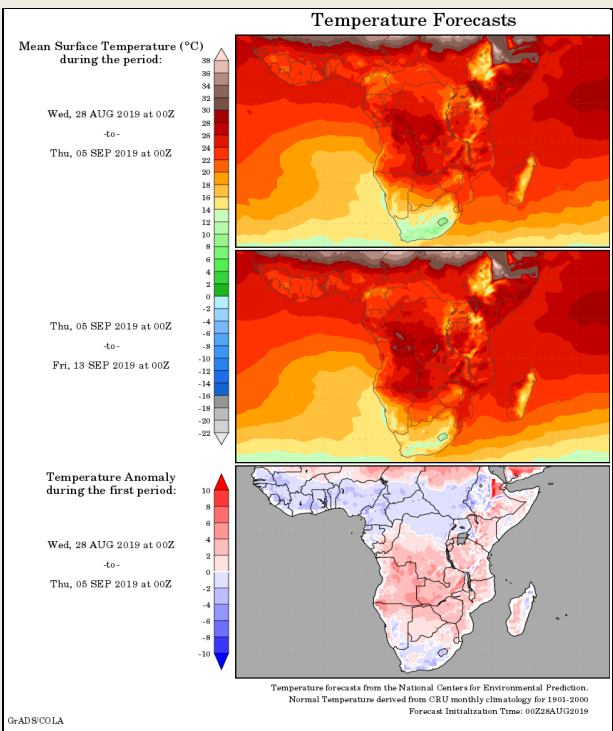 Temperature Forecasts
Mean Surface Temperature (°C)
during the period:
Wed, 28 AUG 2019 at 00Z
-to-
Thu, 05 SEP 2019 at 00Z
38
36
34
32
30
28
26
24
22
20
18
16
14
12
10
8
6
4
2
0
-2
-4
-6
-8
-10
-12
-14
-16
-18
-20
-22
Thu, 05 SEP 2019 at 00Z
-to-
Fri, 13 SEP 2019 at 00Z
Temperature Anomaly
during the first period:
Wed, 28 AUG 2019 at 00Z
-to-
Thu, 05 SEP 2019 at 00Z
10
8
6
4
2
0
-2
-4
-6
-8
-10
Temperature forecasts from the National Centers for Environmental Prediction.
Normal Temperature derived from CRU monthly climatology for 1901-2000
Forecast Initialization Time: 00Z28AUG2019
GrADS/COLA